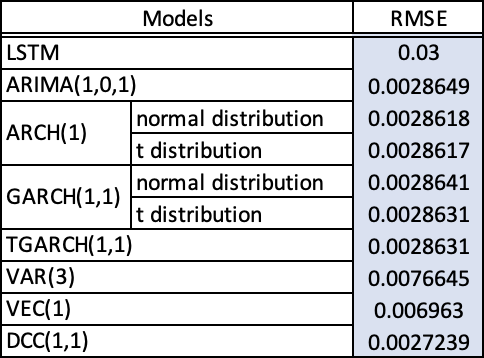 Models RMSE
LSTM 0.03
ARIMA(1,0,1) 0.0028649
ARCH(1) normal distribution 0.0028618
t distribution 0.0028617
GARCH(1,1) normal distribution 0.0028641
t distribution 0.0028631
TGARCH(1,1) 0.0028631
VAR(3) 0.0076645
VEC(1) 0.006963
DCC(1,1) 0.0027239